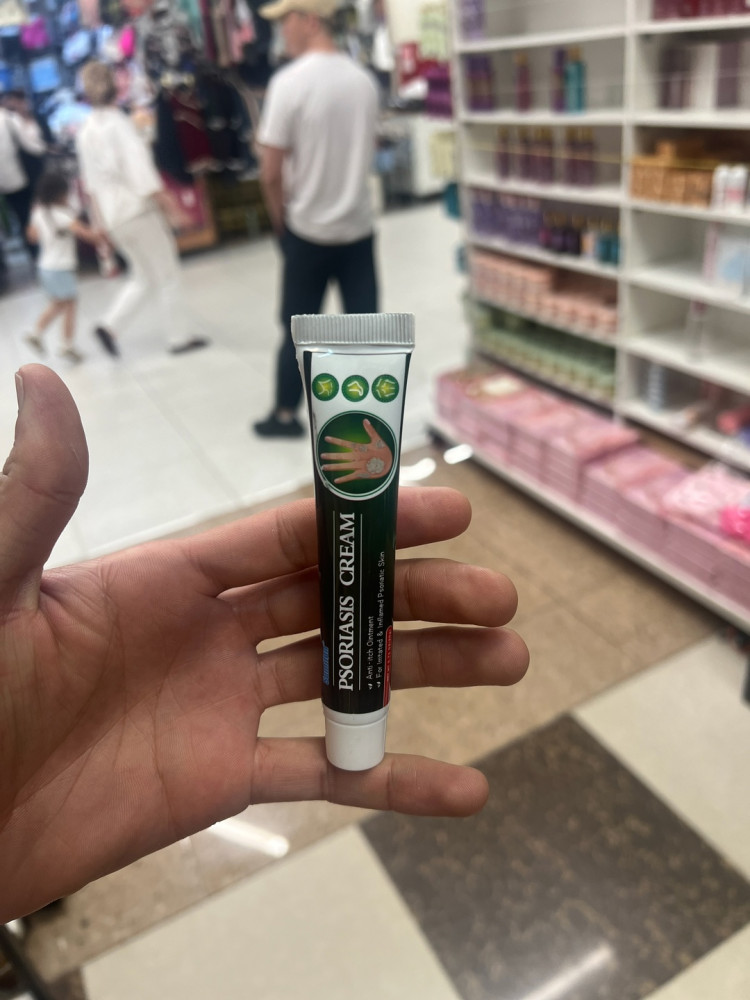 PSORIASIS CREAM
Anti-itch Ointment
For Irritated & Inflamed Psoriatic Skin